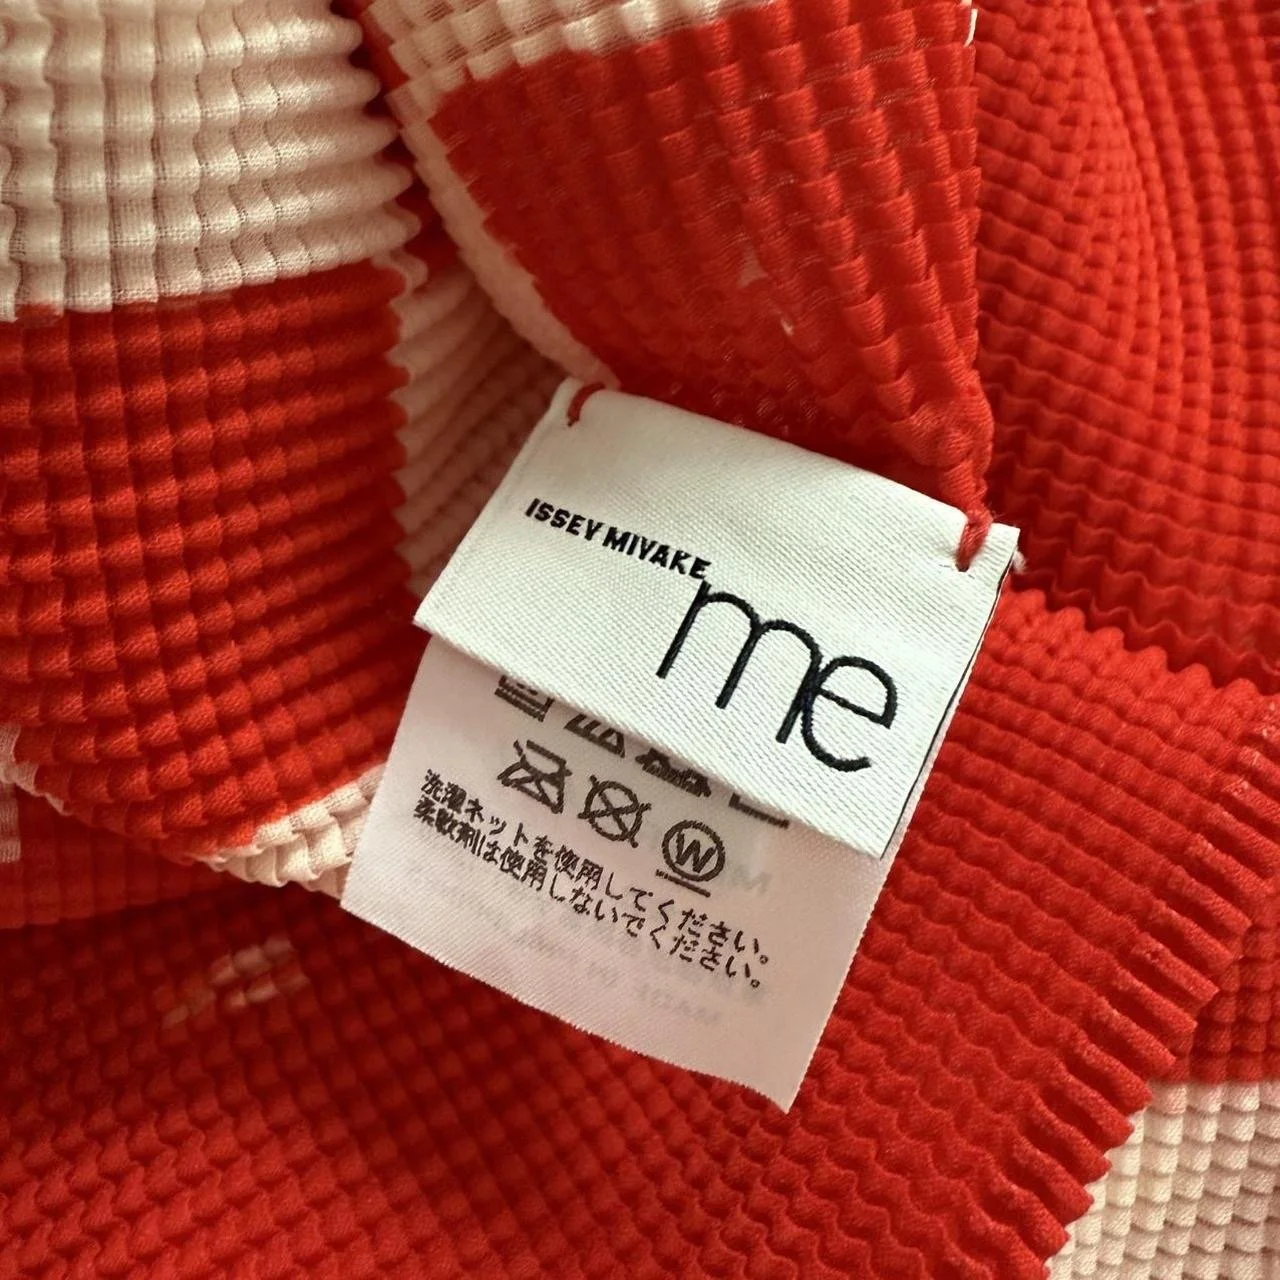 ISSEY MIYAKE
me
W
洗濯ネットを使用してください。
柔軟剤は使用しないでください。